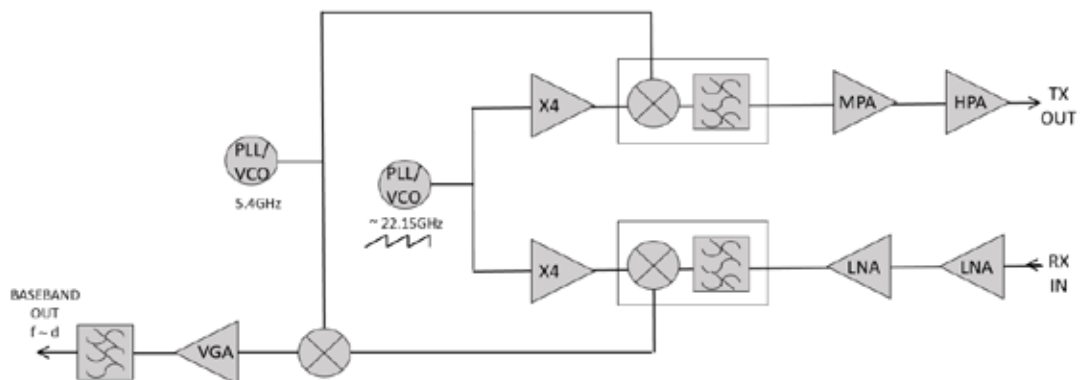 X4
MPA
HPA
TX
OUT
PLL/
VCO
5.4GHz
PLL/
VCO
~ 22.15GHz
X4
LNA
LNA
RX
IN
BASEBAND
OUT
f ~ d
VGA